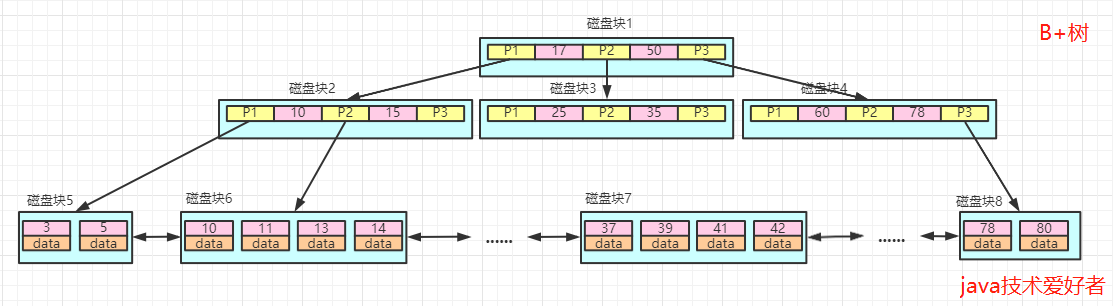 磁盘块1
B+树
P1 17 P2 50 P3
磁盘块2
磁盘块3
磁盘块4
P1 10 P2 15 P3
P1 25 P2 35 P3
P1 60 P2 78 P3
磁盘块5
磁盘块6
磁盘块7
磁盘块8
3 5
data data
10 11 13 14
data data data data
......
37 39 41 42
data data data data
......
78 80
data data
java技术爱好者